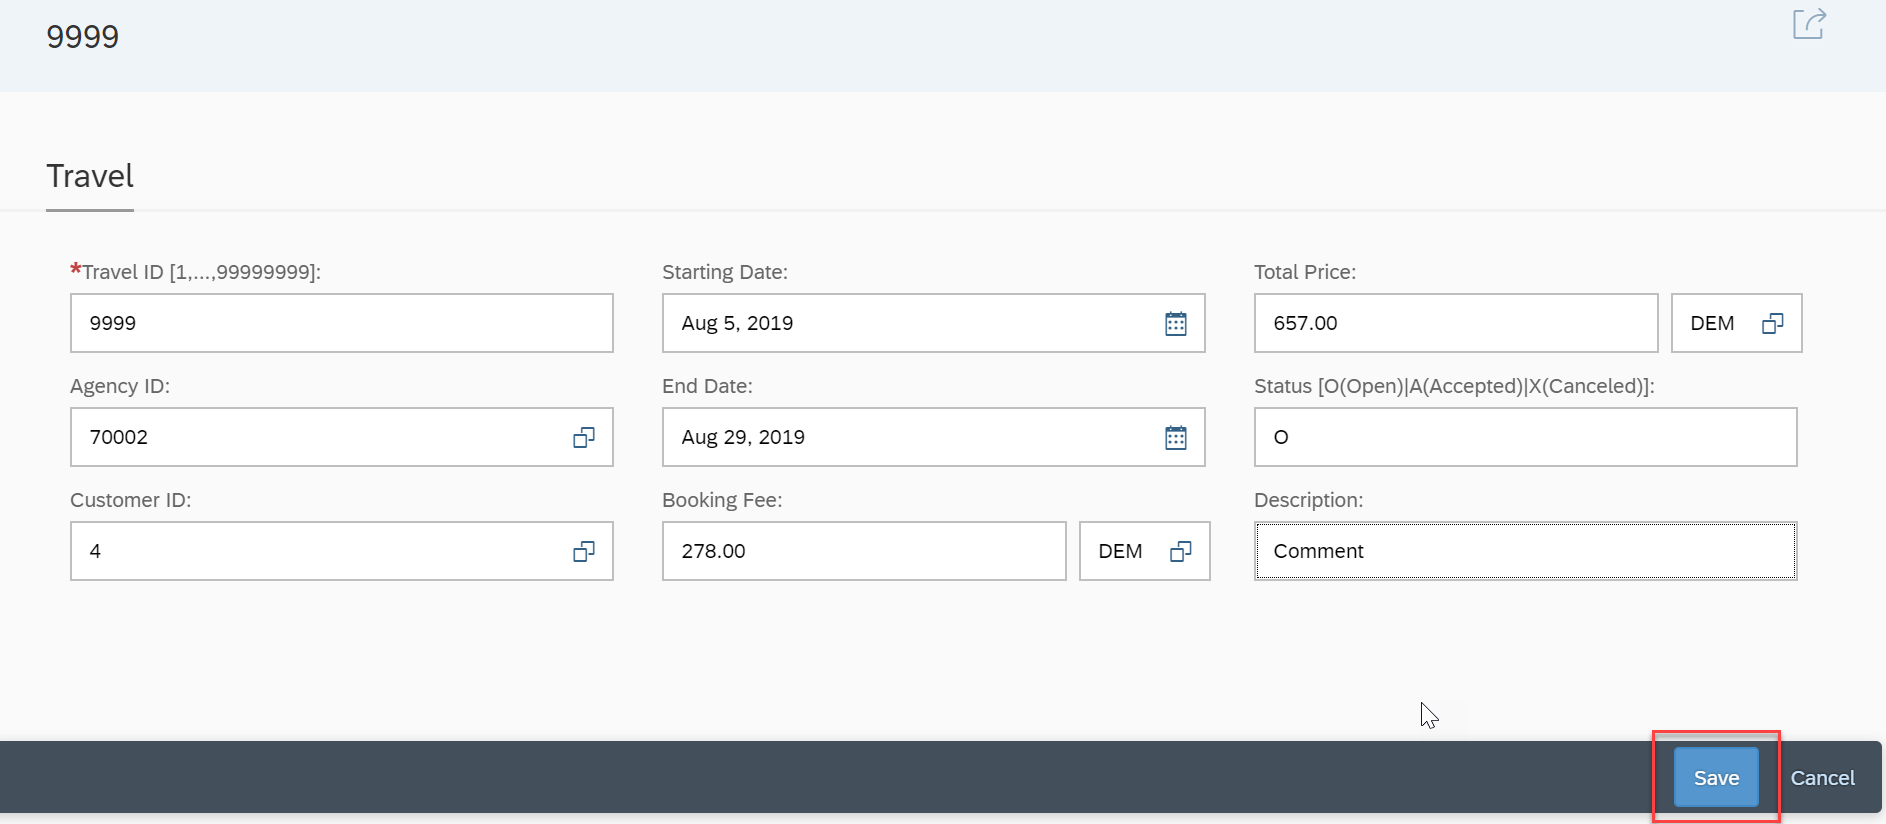 9999
Travel
*Travel ID [1,...,99999999]:
Starting Date:
Total Price:
9999
Aug 5, 2019
657.00
DEM
Agency ID:
End Date:
Status [O(Open)|A(Accepted)|X(Canceled)]:
70002
Aug 29, 2019
O
Customer ID:
Booking Fee:
Description:
4
278.00
DEM
Comment
Save
Cancel